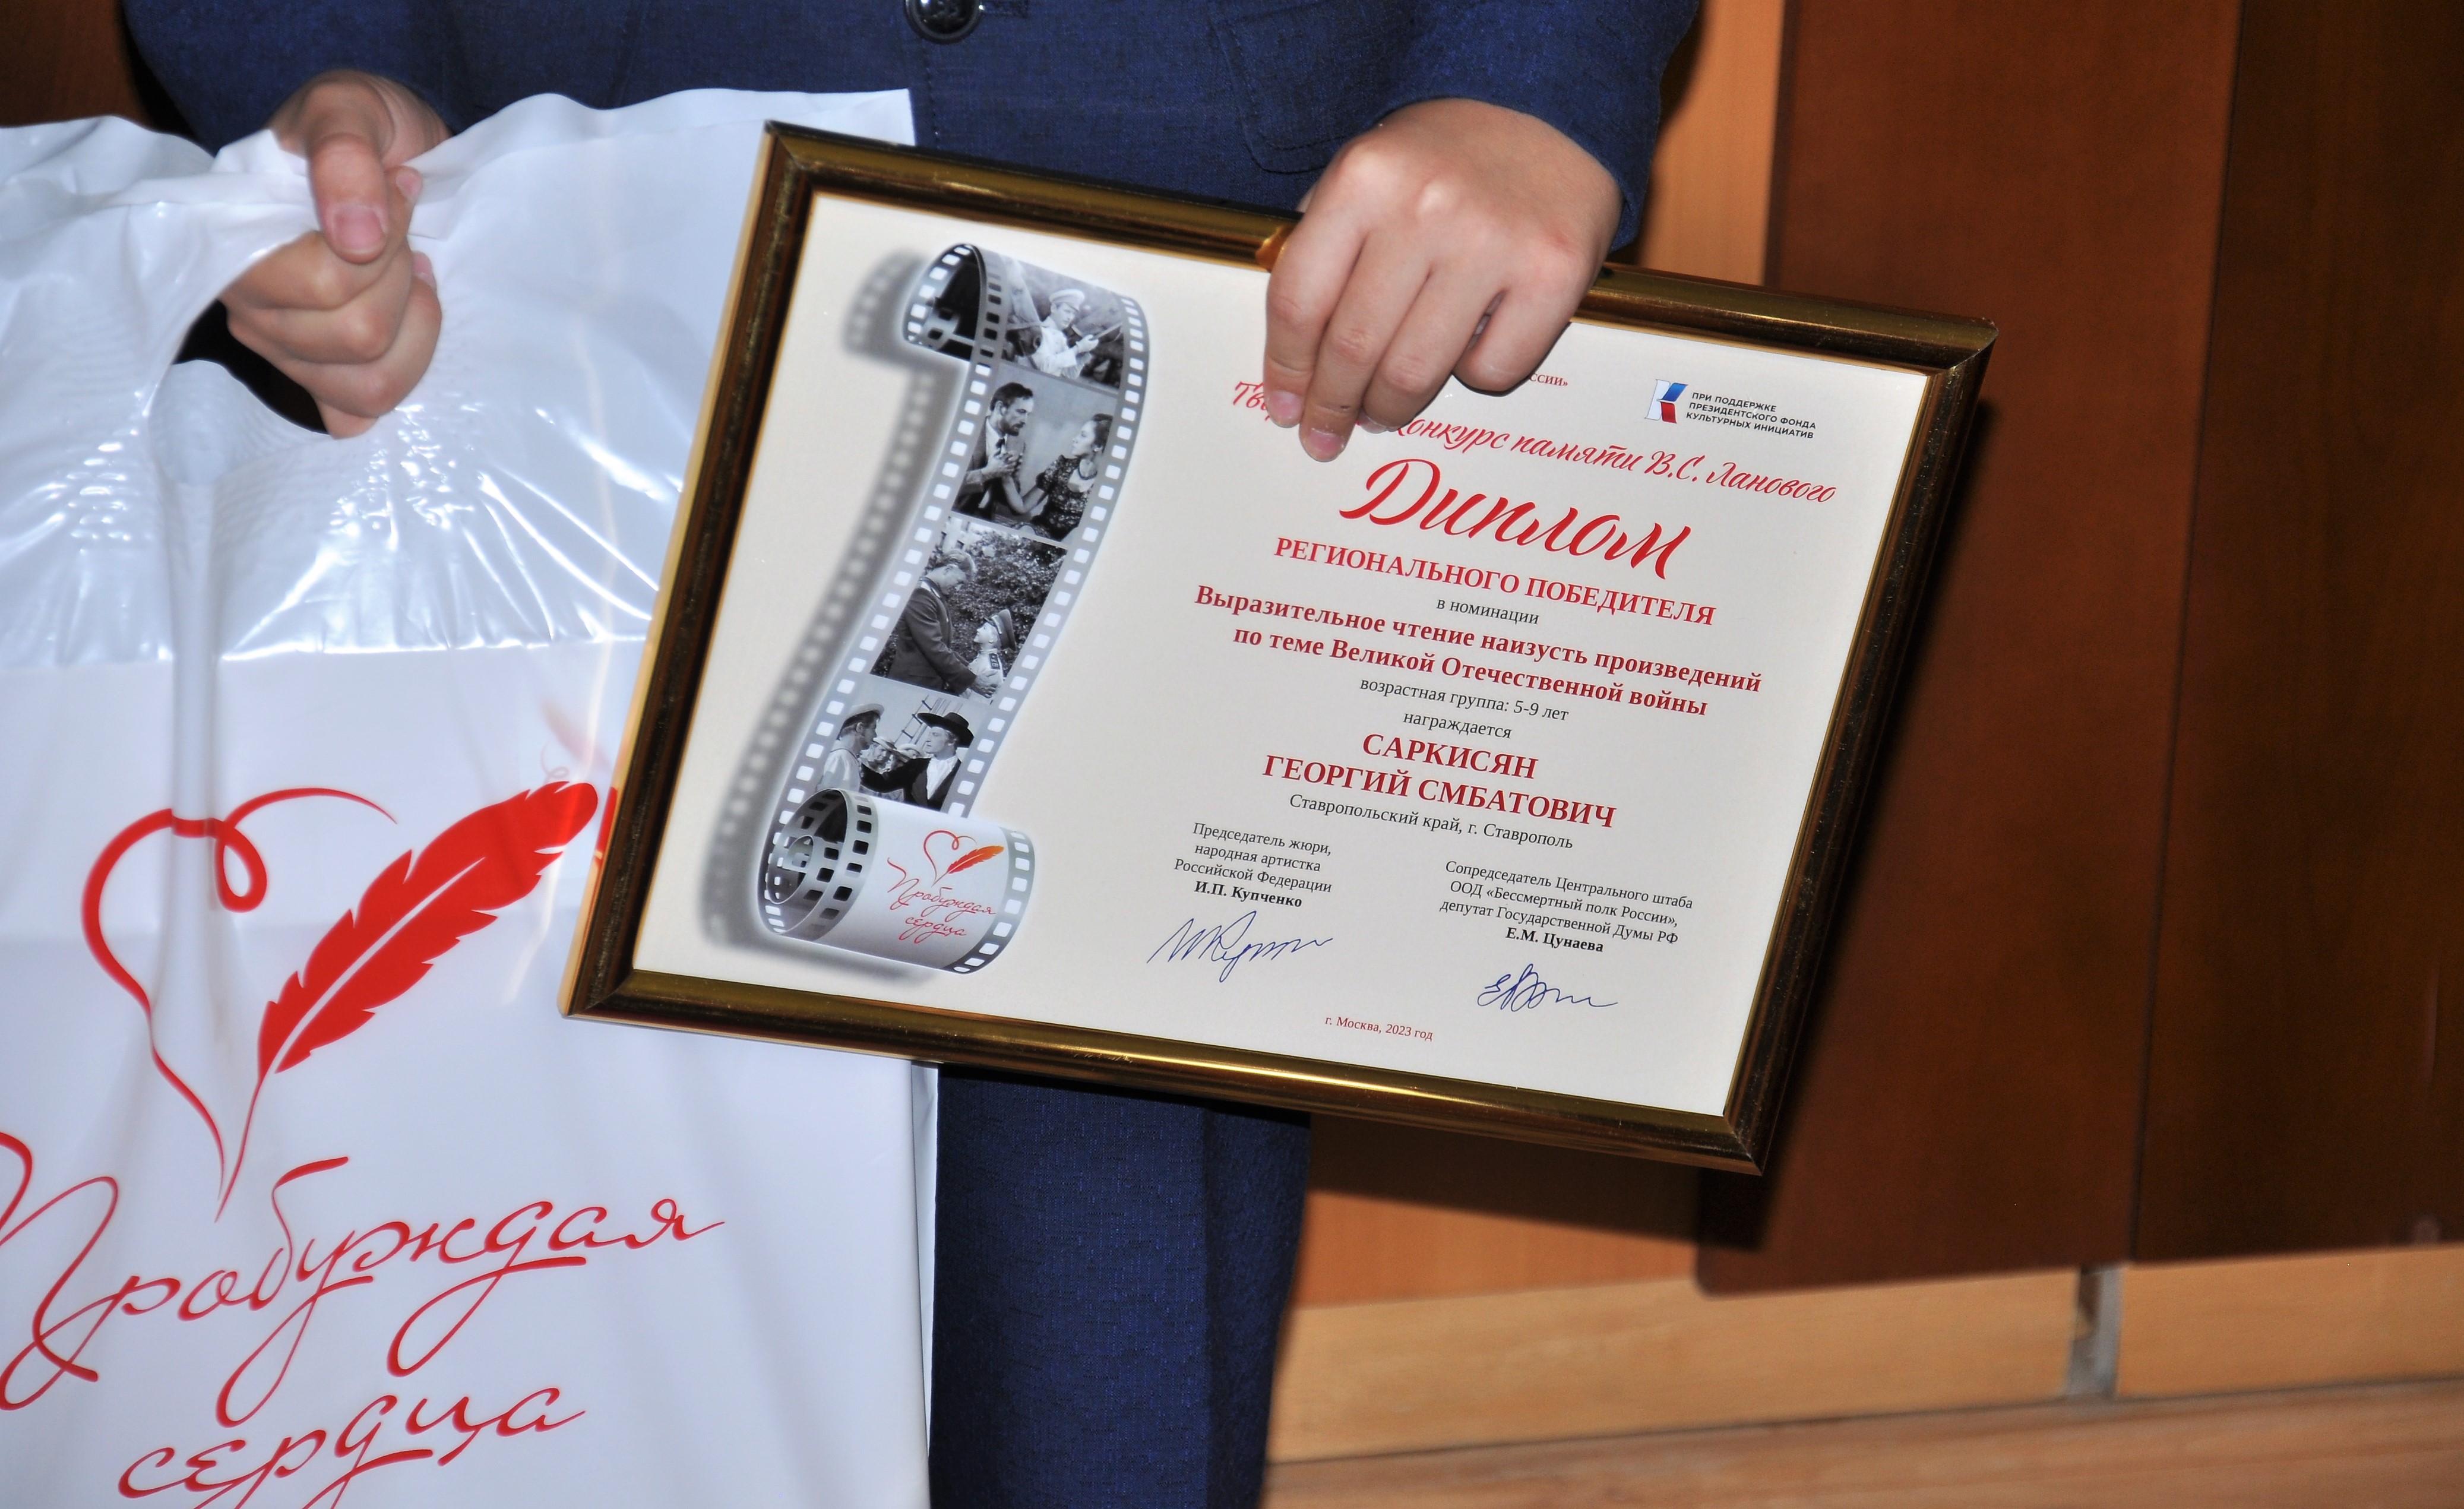 ПРИ ПОДДЕРЖКЕ
ПРЕЗИДЕНТСКОГО ФОНДА
КУЛЬТУРНЫХ ИНИЦИАТИВ
конкурс памяти В.С. Ланового
Диплом
РЕГИОНАЛЬНОГО ПОБЕДИТЕЛЯ
в номинации
Выразительное чтение наизусть произведений
по теме Великой Отечественной войны
возрастная группа: 5-9 лет
награждается
САРКИСЯН
ГЕОРГИЙ СМБАТОВИЧ
Ставропольский край, г. Ставрополь
Председатель жюри,
народная артистка
Российской Федерации
И.П. Купченко
Сопредседатель Центрального штаба
ООД «Бессмертный полк России»,
депутат Государственной Думы РФ
Е.М. Цунаева
г. Москва, 2023 год
Пробуждая
сердца
Пробуждая
сердца